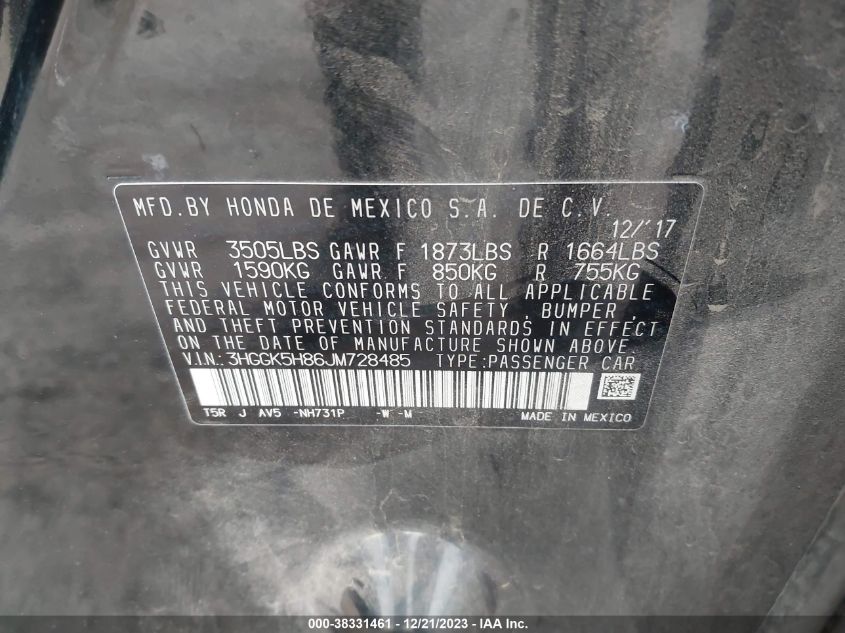 MFD.BY HONDA DE MEXICO S.A. DE C.V.
12/'17
GVWR 3505LBS GAWR F 1873LBS R 1664LBS
GVWR 1590KG GAWR F 850KG R 755KG
THIS VEHICLE CONFORMS TO ALL APPLICABLE
FEDERAL MOTOR VEHICLE SAFETY , BUMPER ,
AND THEFT PREVENTION STANDARDS IN EFFECT
ON THE DATE OF MANUFACTURE SHOWN ABOVE
V.I.N.:3HGGK5H86JM728485 TYPE:PASSENGER CAR
T5R J AV5 -NH731P -W -M MADE IN MEXICO
000-38331461 - 12/21/2023 - IAA Inc.